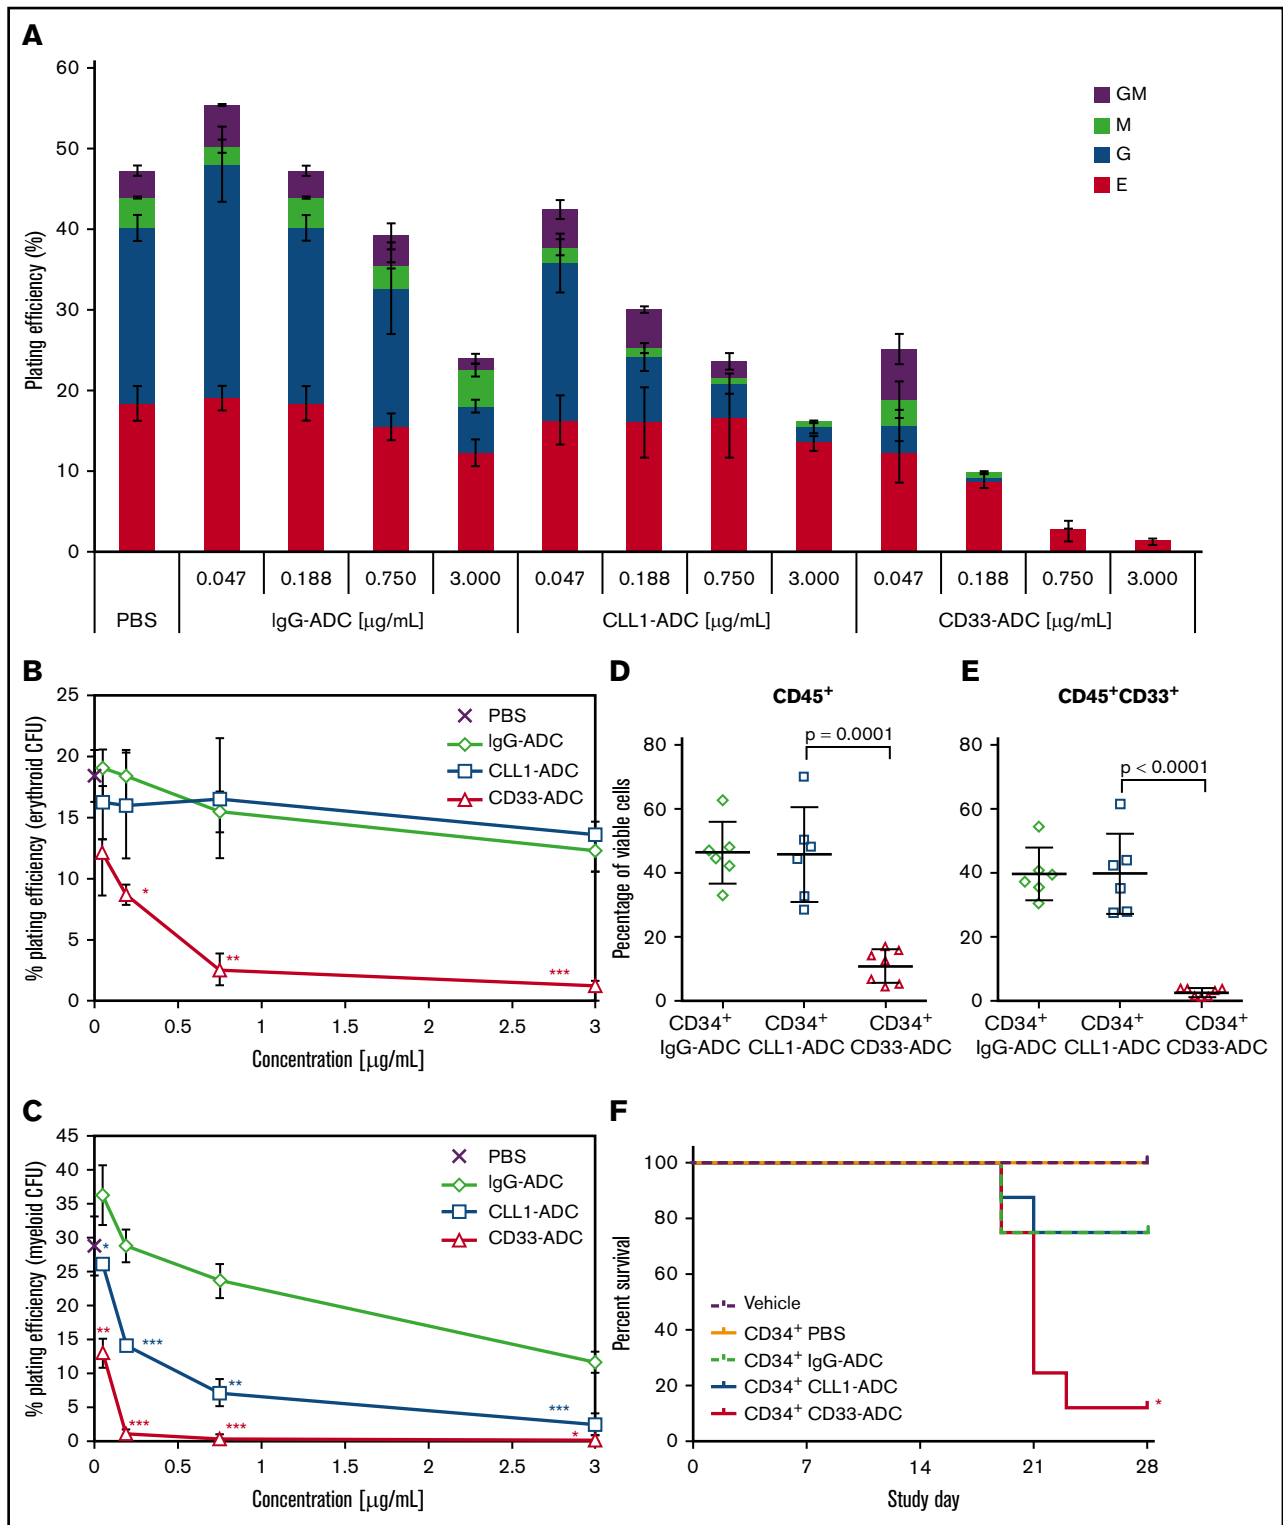 A
60
50
40
30
20
10
0
Plating efficiency (%)
GM
M
G
E
0.047 0.188 0.750 3.000 0.047 0.188 0.750 3.000 0.047 0.188 0.750 3.000
PBS IgG-ADC [μg/mL] CLL1-ADC [μg/mL] CD33-ADC [μg/mL]
B
25
20
15
10
5
0
% plating efficiency (erythroid CFU)
PBS
IgG-ADC
CLL1-ADC
CD33-ADC
*
**
***
0 0.5 1 1.5 2 2.5 3
Concentration [μg/mL]
C
45
40
35
30
25
20
15
10
5
0
% plating efficiency (myeloid CFU)
PBS
IgG-ADC
CLL1-ADC
CD33-ADC
*
**
***
**
***
***
***
*
0 0.5 1 1.5 2 2.5 3
Concentration [μg/mL]
D
CD45+
p = 0.0001
80
60
40
20
0
Pecentage of viable cells
CD34+ CD34+ CD34+
IgG-ADC CLL1-ADC CD33-ADC
E
CD45+CD33+
p < 0.0001
80
60
40
20
0
CD34+ CD34+ CD34+
IgG-ADC CLL1-ADC CD33-ADC
F
100
80
60
40
20
0
Percent survival
Vehicle
CD34+ PBS
CD34+ IgG-ADC
CD34+ CLL1-ADC
CD34+ CD33-ADC
*
0 7 14 21 28
Study day